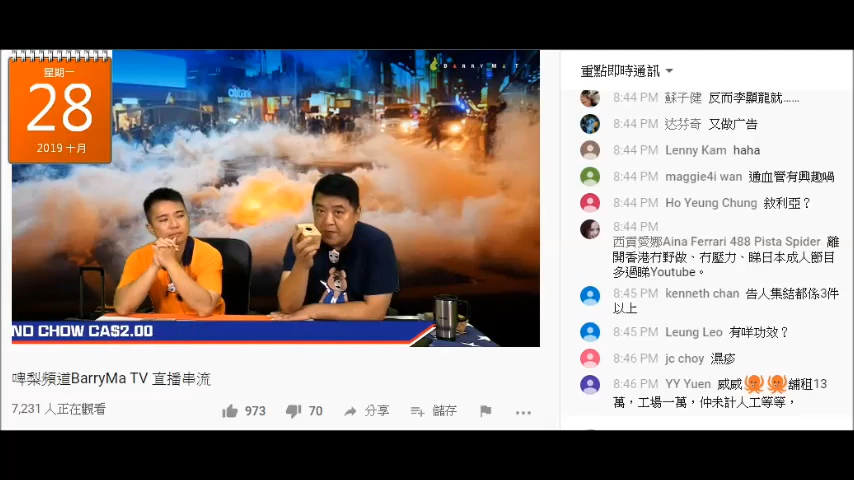 星期一
28
2019 十月
citibank
BARRYMA T
ND CHOW CA$2.00
啤梨頻道BarryMa TV 直播串流
7,231 人正在觀看
973
70
分享
儲存
重點即時通訊
8:44 PM 蘇子健 反而李顯龍就......
8:44 PM 达芬奇 又做广告
8:44 PM Lenny Kam haha
8:44 PM maggie4i wan 通血管有興趣喎
8:44 PM Ho Yeung Chung 敘利亞？
8:44 PM
西貢愛娜Aina Ferrari 488 Pista Spider 離
開香港冇野做、冇壓力、睇日本成人節目
多過睇Youtube。
8:45 PM kenneth chan 告人集結都係3件
以上
8:45 PM Leung Leo 有咩功效？
8:46 PM jc choy 濕疹
8:46 PM YY Yuen 威威🐙🐙舖租13
萬，工場一萬，仲未計人工等等，